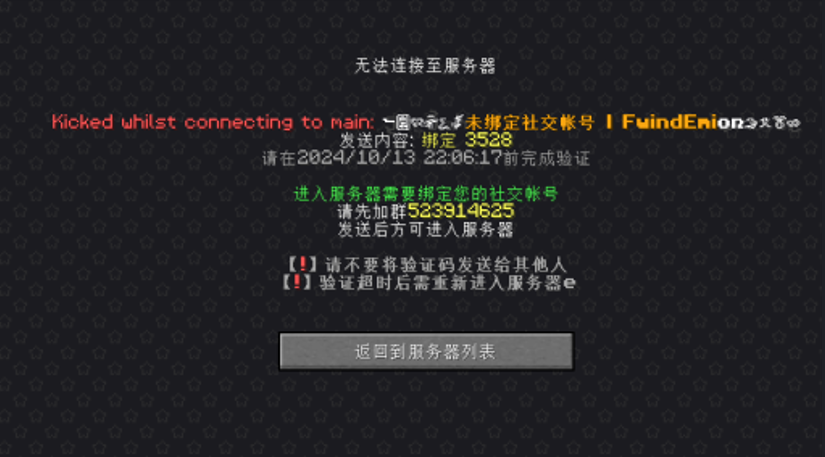 无法连接至服务器
Kicked whilst connecting to main: 未绑定社交帐号 | FwindEmion
发送内容: 绑定 3528
请在2024/10/13 22:06:17前完成验证
进入服务器需要绑定您的社交帐号
请先加群523914625
发送后方可进入服务器
【!】请不要将验证码发送给其他人
【!】验证超时后需重新进入服务器e
返回到服务器列表